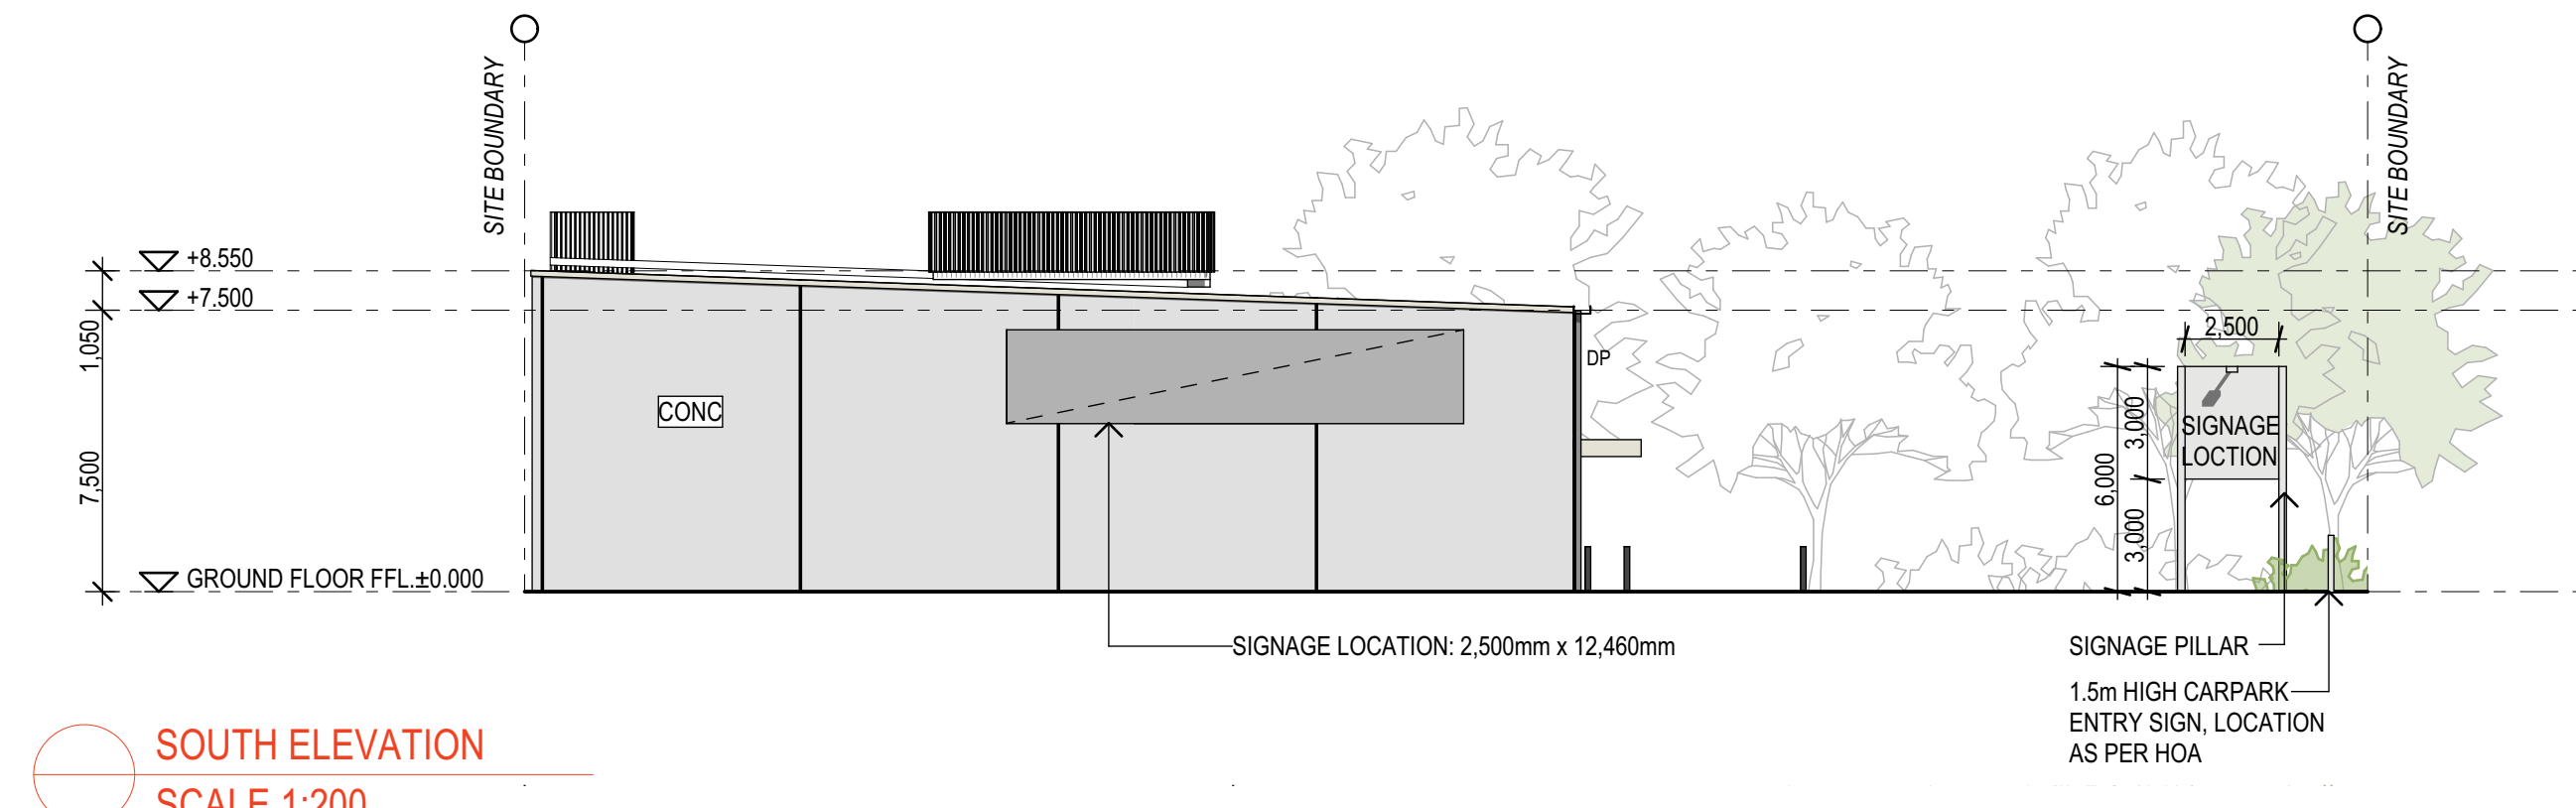 SITE BOUNDARY
SITE BOUNDARY
+8.550
+7.500
1,050
7,500
GROUND FLOOR FFL.±0.000
CONC
DP
2,500
SIGNAGE
LOCTION
3,000
6,000
3,000
SIGNAGE LOCATION: 2,500mm x 12,460mm
SIGNAGE PILLAR
1.5m HIGH CARPARK
ENTRY SIGN, LOCATION
AS PER HOA
SOUTH ELEVATION
SCALE 1:200